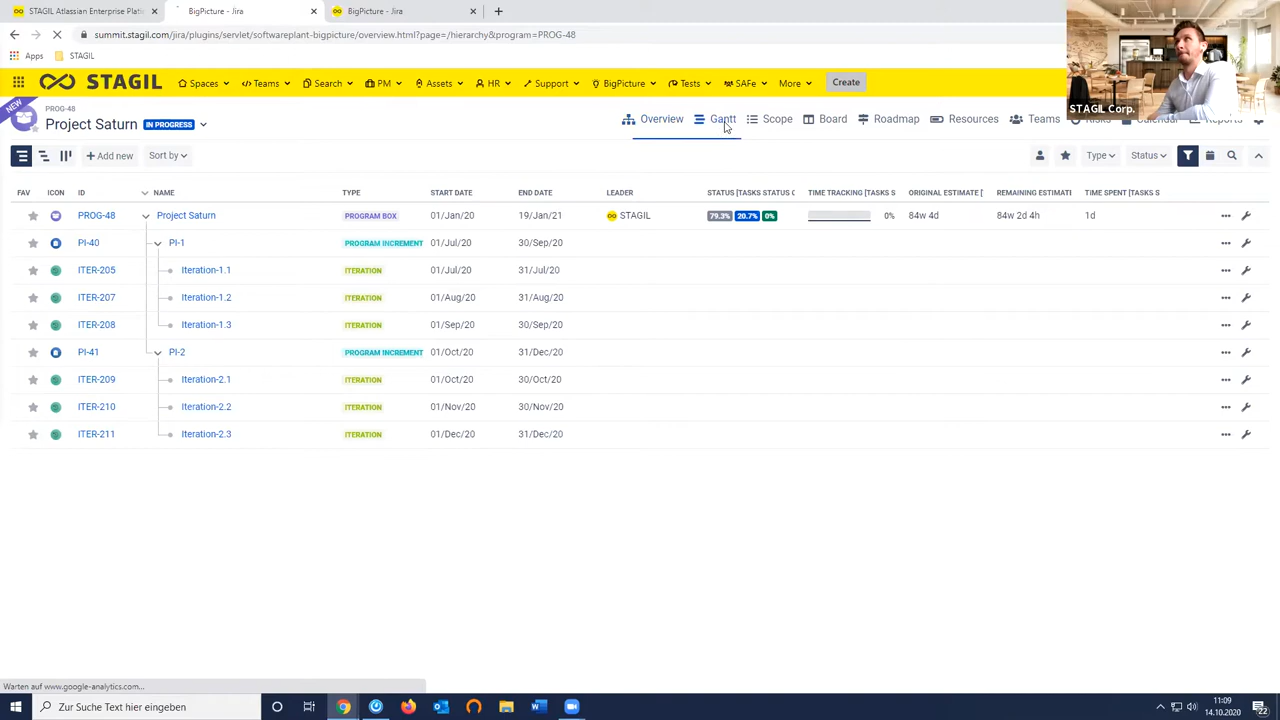 STAGIL Atlassian Enterprise Plati
BigPicture - Jira
BigPicture - Jira
summit.stagil.com/jira/plugins/servlet/softwareplant-bigpicture/
=PROG-48
Apps STAGIL
STAGIL Spaces Teams Search PM Assets HR Support BigPicture Tests SAFe More Create
STAGIL Corp.
NEW
PROG-48
Project Saturn IN PROGRESS
Overview Gantt Scope Board Roadmap Resources Teams Risks Calendar Reports
Add new Sort by Type Status
FAV ICON ID NAME TYPE START DATE END DATE LEADER STATUS [TASKS STATUS ( TIME TRACKING [TASKS S ORIGINAL ESTIMATE [ REMAINING ESTIMATI TIME SPENT [TASKS S
PROG-48 Project Saturn PROGRAM BOX 01/Jan/20 19/Jan/21 STAGIL 79.3% 20.7% 0% 0% 84w 4d 84w 2d 4h 1d
PI-40 PI-1 PROGRAM INCREMENT 01/Jul/20 30/Sep/20
ITER-205 Iteration-1.1 ITERATION 01/Jul/20 31/Jul/20
ITER-207 Iteration-1.2 ITERATION 01/Aug/20 31/Aug/20
ITER-208 Iteration-1.3 ITERATION 01/Sep/20 30/Sep/20
PI-41 PI-2 PROGRAM INCREMENT 01/Oct/20 31/Dec/20
ITER-209 Iteration-2.1 ITERATION 01/Oct/20 30/Oct/20
ITER-210 Iteration-2.2 ITERATION 01/Nov/20 30/Nov/20
ITER-211 Iteration-2.3 ITERATION 01/Dec/20 31/Dec/20
Warten auf www.google-analytics.com...
Zur Suche Text hier eingeben
11:09
14.10.2020
22